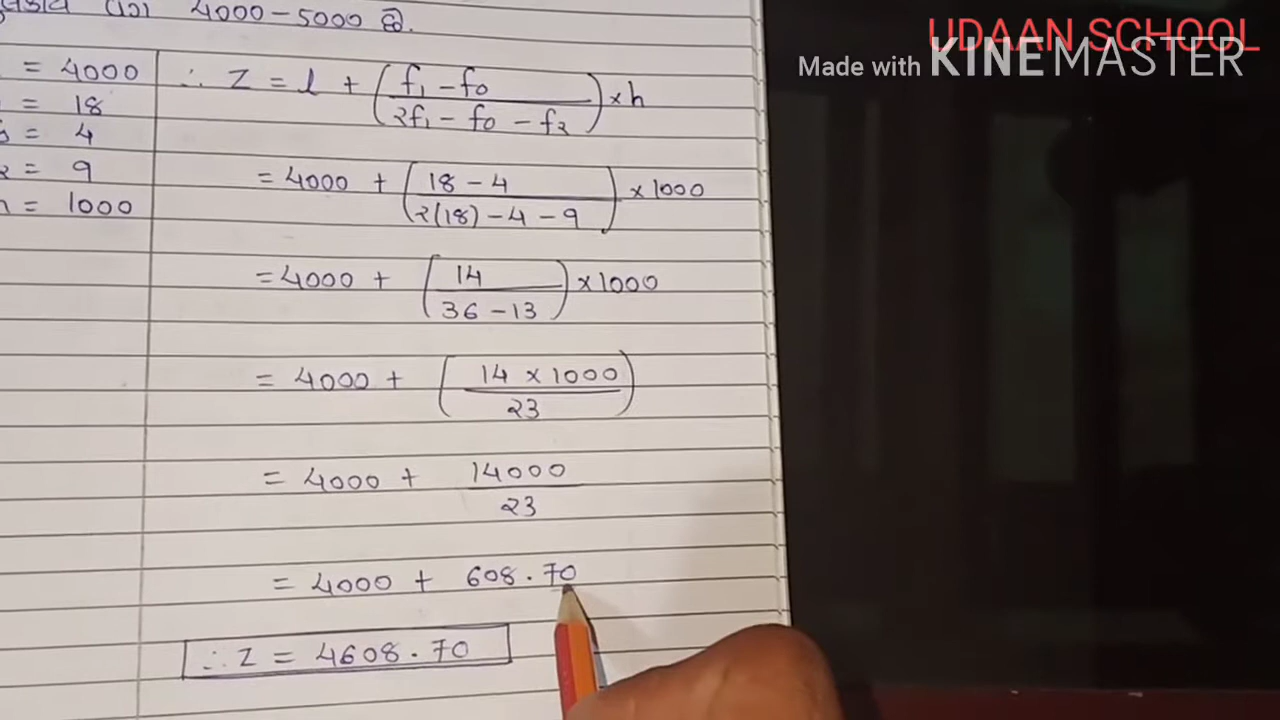 4000 – 5000 છે.
UDAAN SCHOOL
Made with KINEMASTER
= 4000
= 18
= 4
= 9
= 1000
∴ Z = l + (f₁ – f₀ / 2f₁ – f₀ – f₂) × h
= 4000 + (18 – 4 / 2(18) – 4 – 9) × 1000
= 4000 + (14 / 36 – 13) × 1000
= 4000 + (14 × 1000 / 23)
= 4000 + 14000 / 23
= 4000 + 608.70
∴ Z = 4608.70